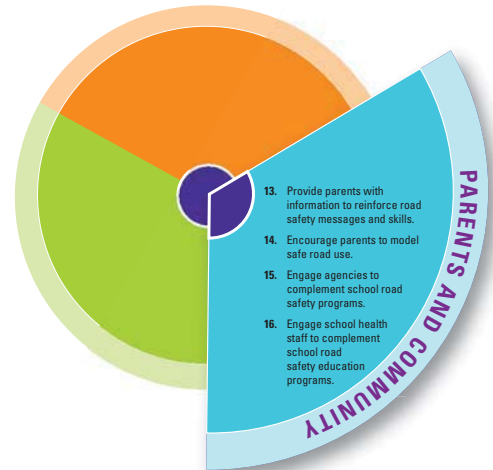 13. Provide parents with
information to reinforce road
safety messages and skills.
14. Encourage parents to model
safe road use.
15. Engage agencies to
complement school road
safety programs.
16. Engage school health
staff to complement
school road
safety education
programs.
PARENTS AND COMMUNITY